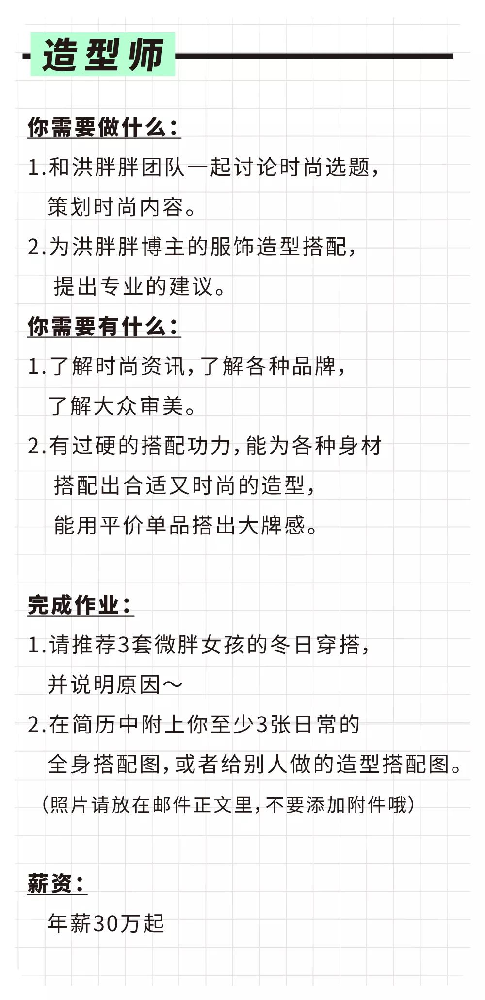 造型师
你需要做什么：
1.和洪胖胖团队一起讨论时尚选题，
策划时尚内容。
2.为洪胖胖博主的服饰造型搭配，
提出专业的建议。
你需要有什么：
1.了解时尚资讯，了解各种品牌，
了解大众审美。
2.有过硬的搭配功力，能为各种身材
搭配出合适又时尚的造型，
能用平价单品搭出大牌感。
完成作业：
1.请推荐3套微胖女孩的冬日穿搭，
并说明原因～
2.在简历中附上你至少3张日常的
全身搭配图，或者给别人做的造型搭配图。
（照片请放在邮件正文里，不要添加附件哦）
薪资：
年薪30万起